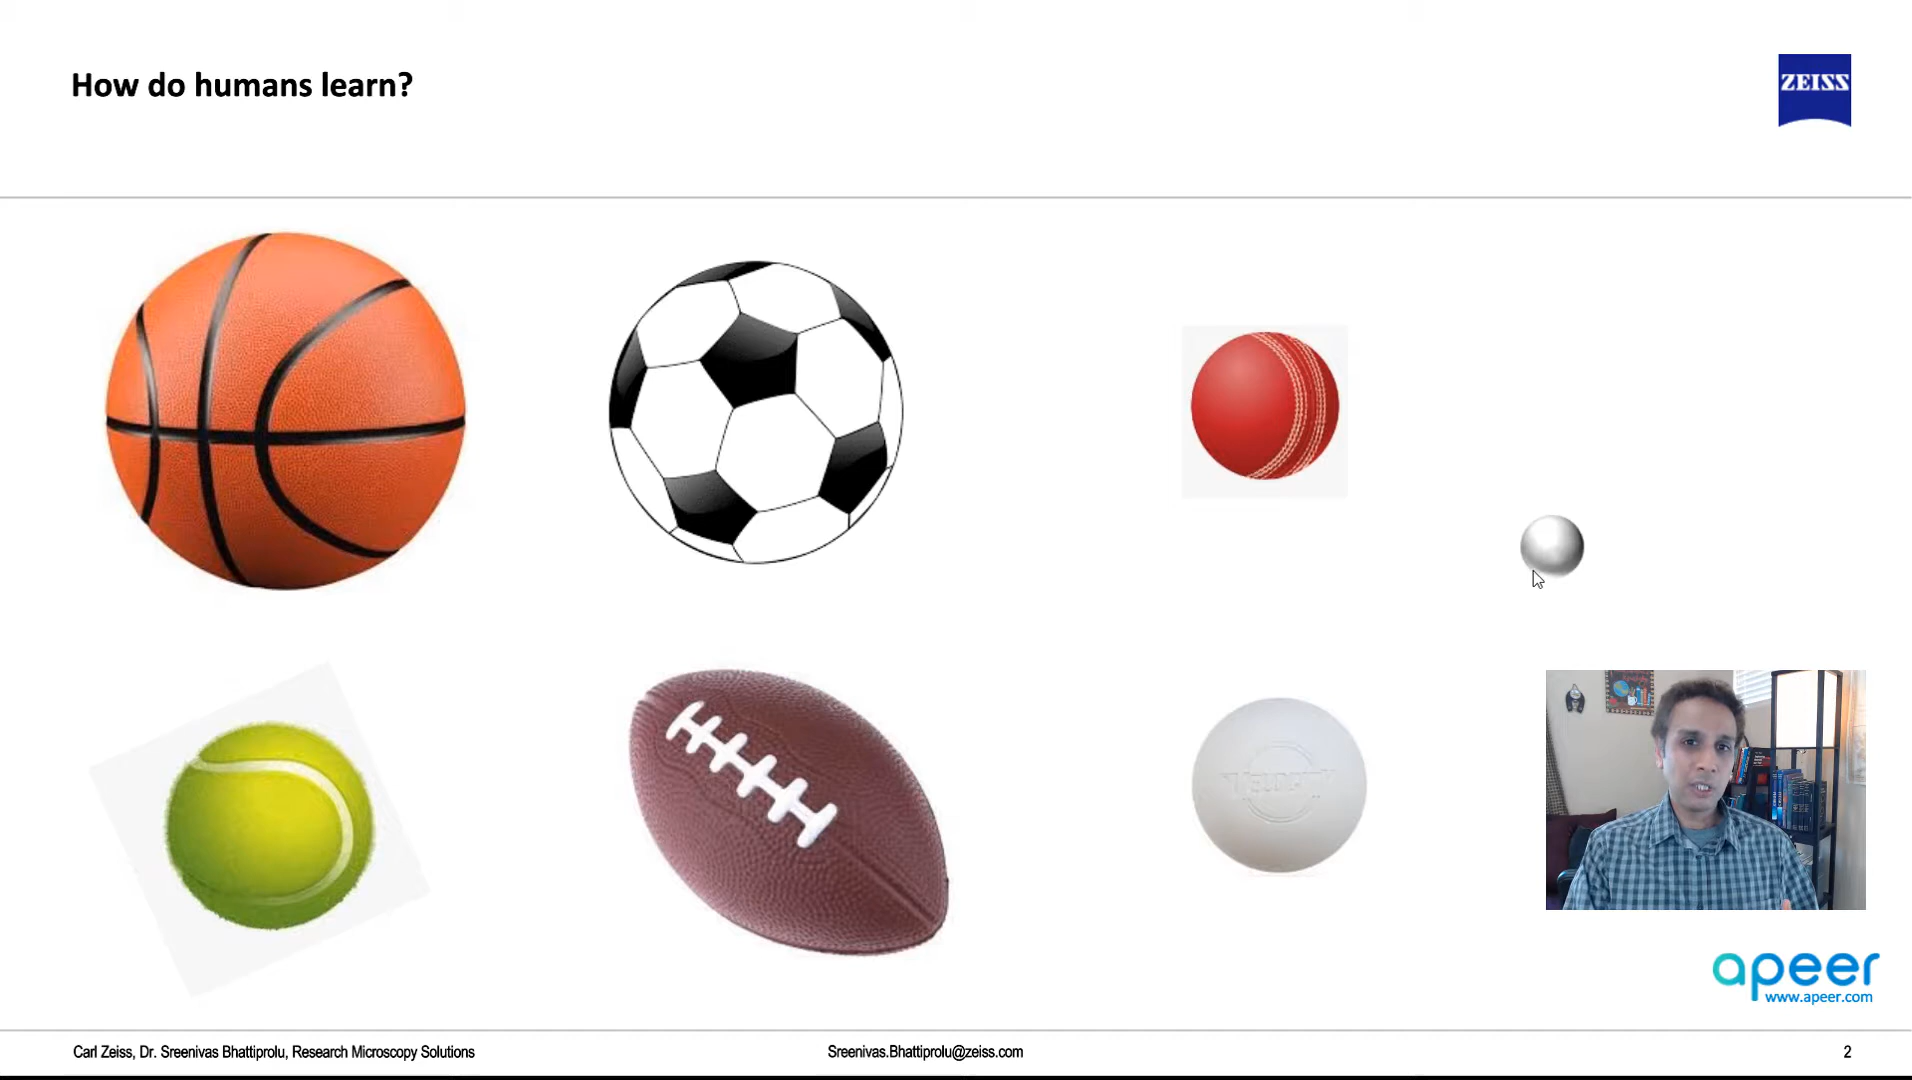 How do humans learn?
ZEISS
VELOCITY
apeer
www.apeer.com
Carl Zeiss, Dr. Sreenivas Bhattiprolu, Research Microscopy Solutions
Sreenivas.Bhattiprolu@zeiss.com
2